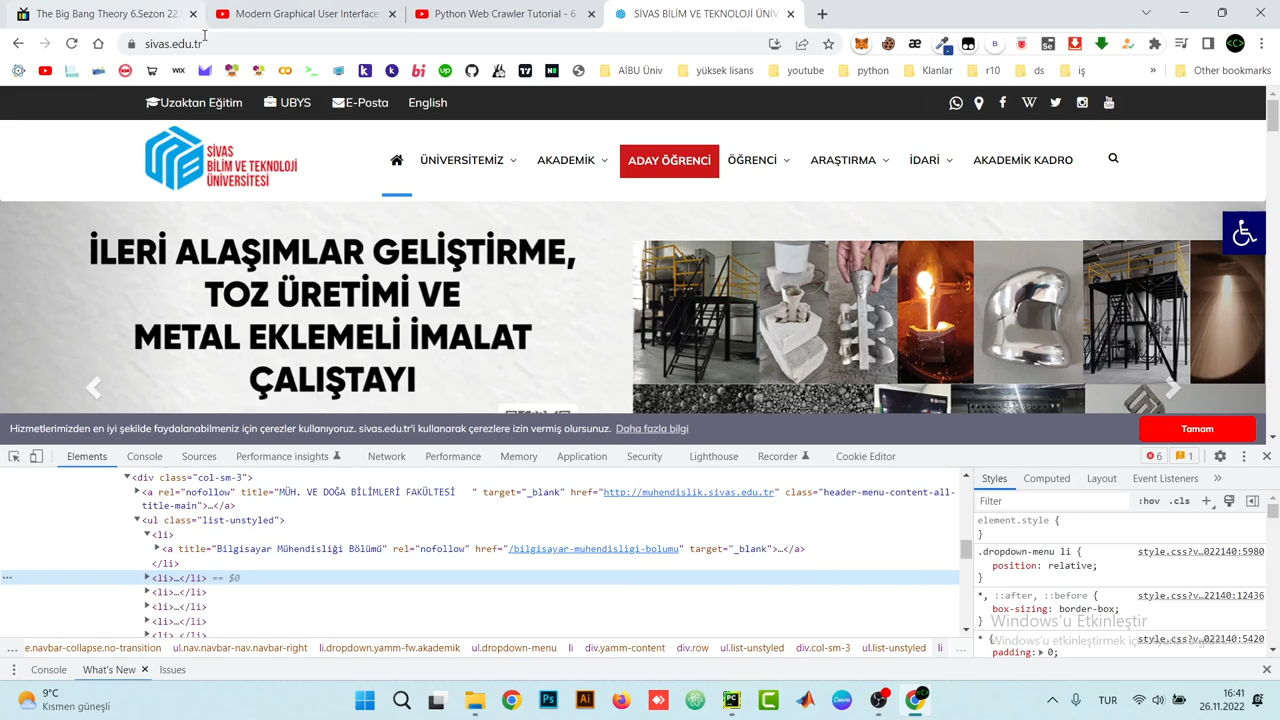 The Big Bang Theory 6.Sezon 22.
Modern Graphical User Interface
Python Web Crawler Tutorial - 6
SİVAS BİLİM VE TEKNOLOJİ ÜNİV
sivas.edu.tr
AİBU Üniv
yüksek lisans
youtube
python
Klanlar
r10
ds
iş
»
Other bookmarks
Uzaktan Eğitim
UBYS
E-Posta
English
SİVAS
BİLİM VE TEKNOLOJİ
ÜNİVERSİTESİ
ÜNİVERSİTEMİZ
AKADEMİK
ADAY ÖĞRENCİ
ÖĞRENCİ
ARAŞTIRMA
İDARİ
AKADEMİK KADRO
İLERİ ALAŞIMLAR GELİŞTİRME,
TOZ ÜRETİMİ VE
METAL EKLEMELİ İMALAT
ÇALIŞTAYI
Hizmetlerimizden en iyi şekilde faydalanabilmeniz için çerezler kullanıyoruz. sivas.edu.tr'i kullanarak çerezlere izin vermiş olursunuz. Daha fazla bilgi
Tamam
Elements
Console
Sources
Performance insights
Network
Performance
Memory
Application
Security
Lighthouse
Recorder
Cookie Editor
6
1
<div class="col-sm-3">
<a rel="nofollow" title="MÜH. VE DOĞA BİLİMLERİ FAKÜLTESİ " target="_blank" href="http://muhendislik.sivas.edu.tr" class="header-menu-content-all-
title-main">…</a>
<ul class="list-unstyled">
<li>
<a title="Bilgisayar Mühendisliği Bölümü" rel="nofollow" href="/bilgisayar-muhendisligi-bolumu" target="_blank">…</a>
</li>
<li>…</li> == $0
<li>…</li>
<li>…</li>
<li>…</li>
Styles
Computed
Layout
Event Listeners
»
Filter
:hov
.cls
element.style {
}
.dropdown-menu li {
style.css?v…022140:5980
position: relative;
}
*, ::after, ::before {
style.css?v…22140:12436
box-sizing: border-box;
}
* {
style.css?v…022140:5420
padding: 0;
Windows'u Etkinleştir
Windows'u etkinleştirmek için Ayarlar'a gidin.
… e.navbar-collapse.no-transition
ul.nav.navbar-nav.navbar-right
li.dropdown.yamm-fw.akademik
ul.dropdown-menu
li
div.yamm-content
div.row
ul.list-unstyled
div.col-sm-3
ul.list-unstyled
li
…
Console
What's New
Issues
9°C
Kısmen güneşli
TUR
16:41
26.11.2022